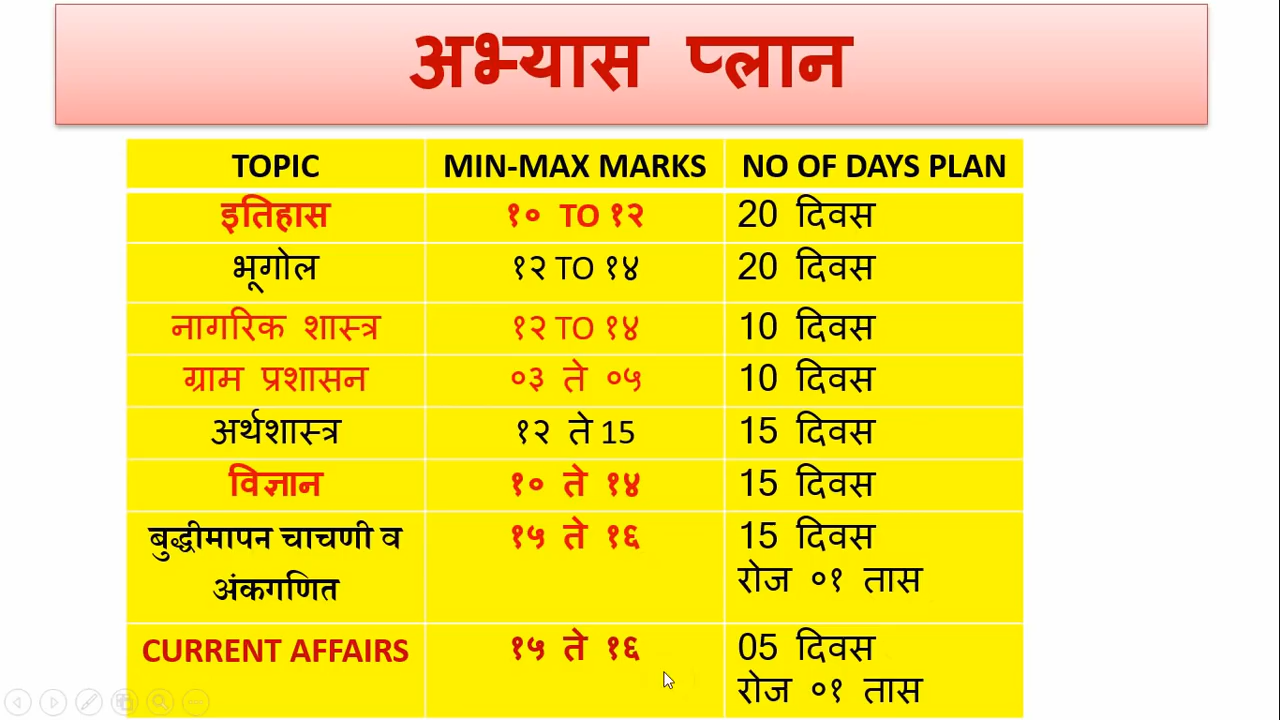 अभ्यास प्लान
TOPIC MIN-MAX MARKS NO OF DAYS PLAN
इतिहास १० TO १२ 20 दिवस
भूगोल १२ TO १४ 20 दिवस
नागरिक शास्त्र १२ TO १४ 10 दिवस
ग्राम प्रशासन ०३ ते ०५ 10 दिवस
अर्थशास्त्र १२ ते 15 15 दिवस
विज्ञान १० ते १४ 15 दिवस
बुद्धीमापन चाचणी व १५ ते १६ 15 दिवस
अंकगणित रोज ०१ तास
CURRENT AFFAIRS १५ ते १६ 05 दिवस
रोज ०१ तास